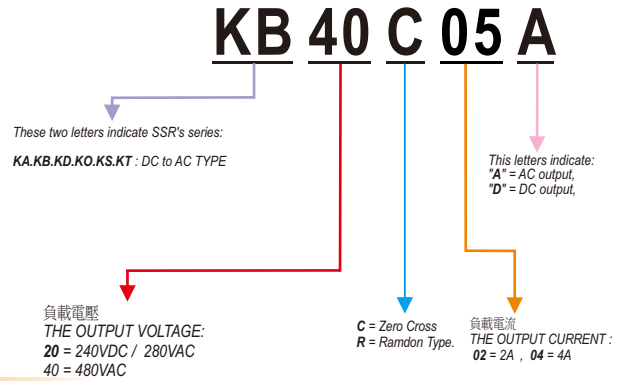 KB 40 C 05 A
These two letters indicate SSR's series:
KA.KB.KD.KO.KS.KT : DC to AC TYPE
This letters indicate:
"A" = AC output,
"D" = DC output,
負載電壓
THE OUTPUT VOLTAGE:
20 = 240VDC / 280VAC
40 = 480VAC
C = Zero Cross
R = Ramdon Type.
負載電流
THE OUTPUT CURRENT :
02 = 2A , 04 = 4A